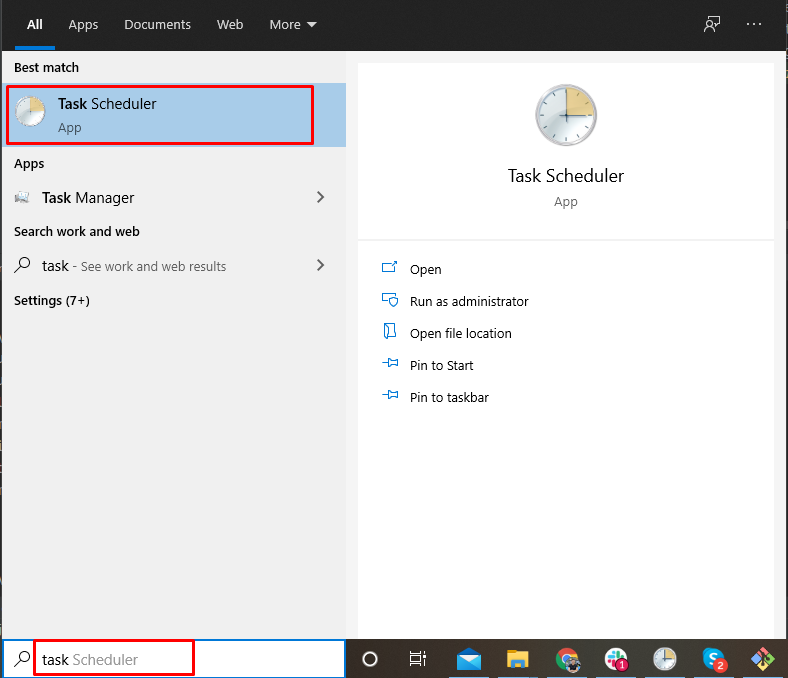 All Apps Documents Web More
Best match
Task Scheduler
App
Apps
Task Manager
Search work and web
task - See work and web results
Settings (7+)
Task Scheduler
App
Open
Run as administrator
Open file location
Pin to Start
Pin to taskbar
task Scheduler
1
2